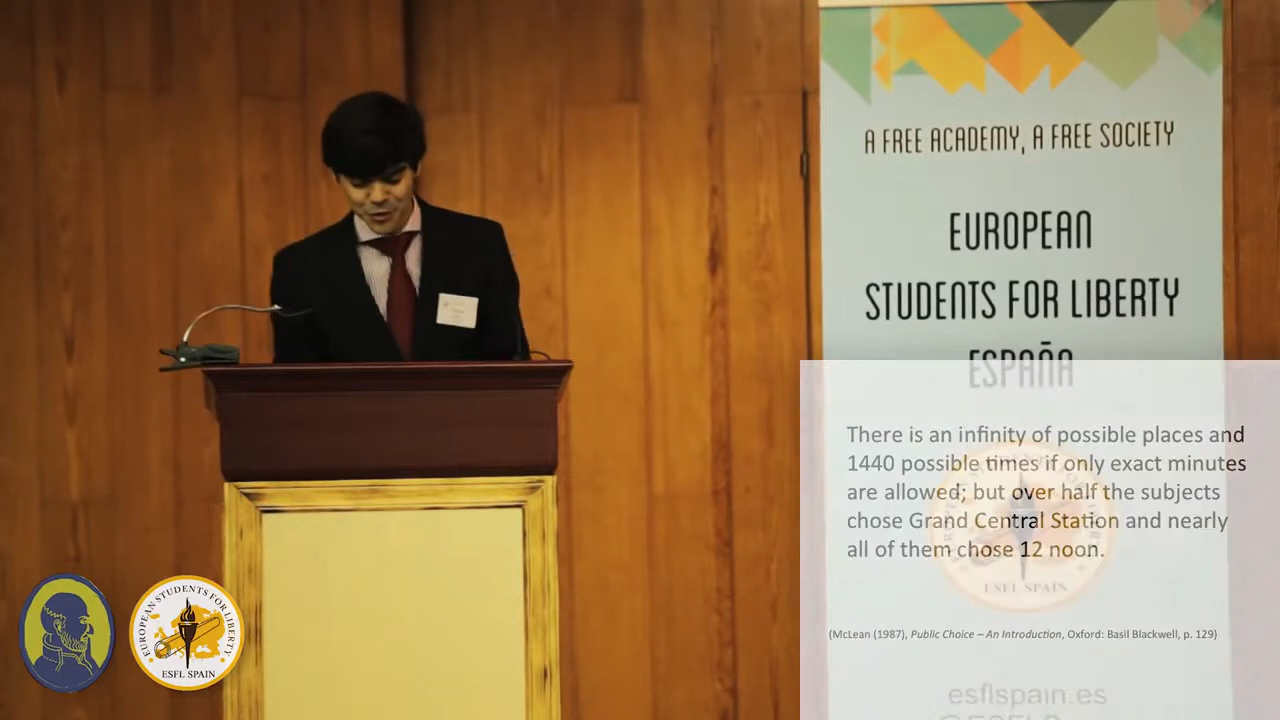 A FREE ACADEMY, A FREE SOCIETY
EUROPEAN
STUDENTS FOR LIBERTY
ESPAÑA
There is an infinity of possible places and
1440 possible times if only exact minutes
are allowed; but over half the subjects
chose Grand Central Station and nearly
all of them chose 12 noon.
ESFL SPAIN
(McLean (1987), Public Choice – An Introduction, Oxford: Basil Blackwell, p. 129)
esflspain.es
EUROPEAN STUDENTS FOR LIBERTY
ESFL SPAIN